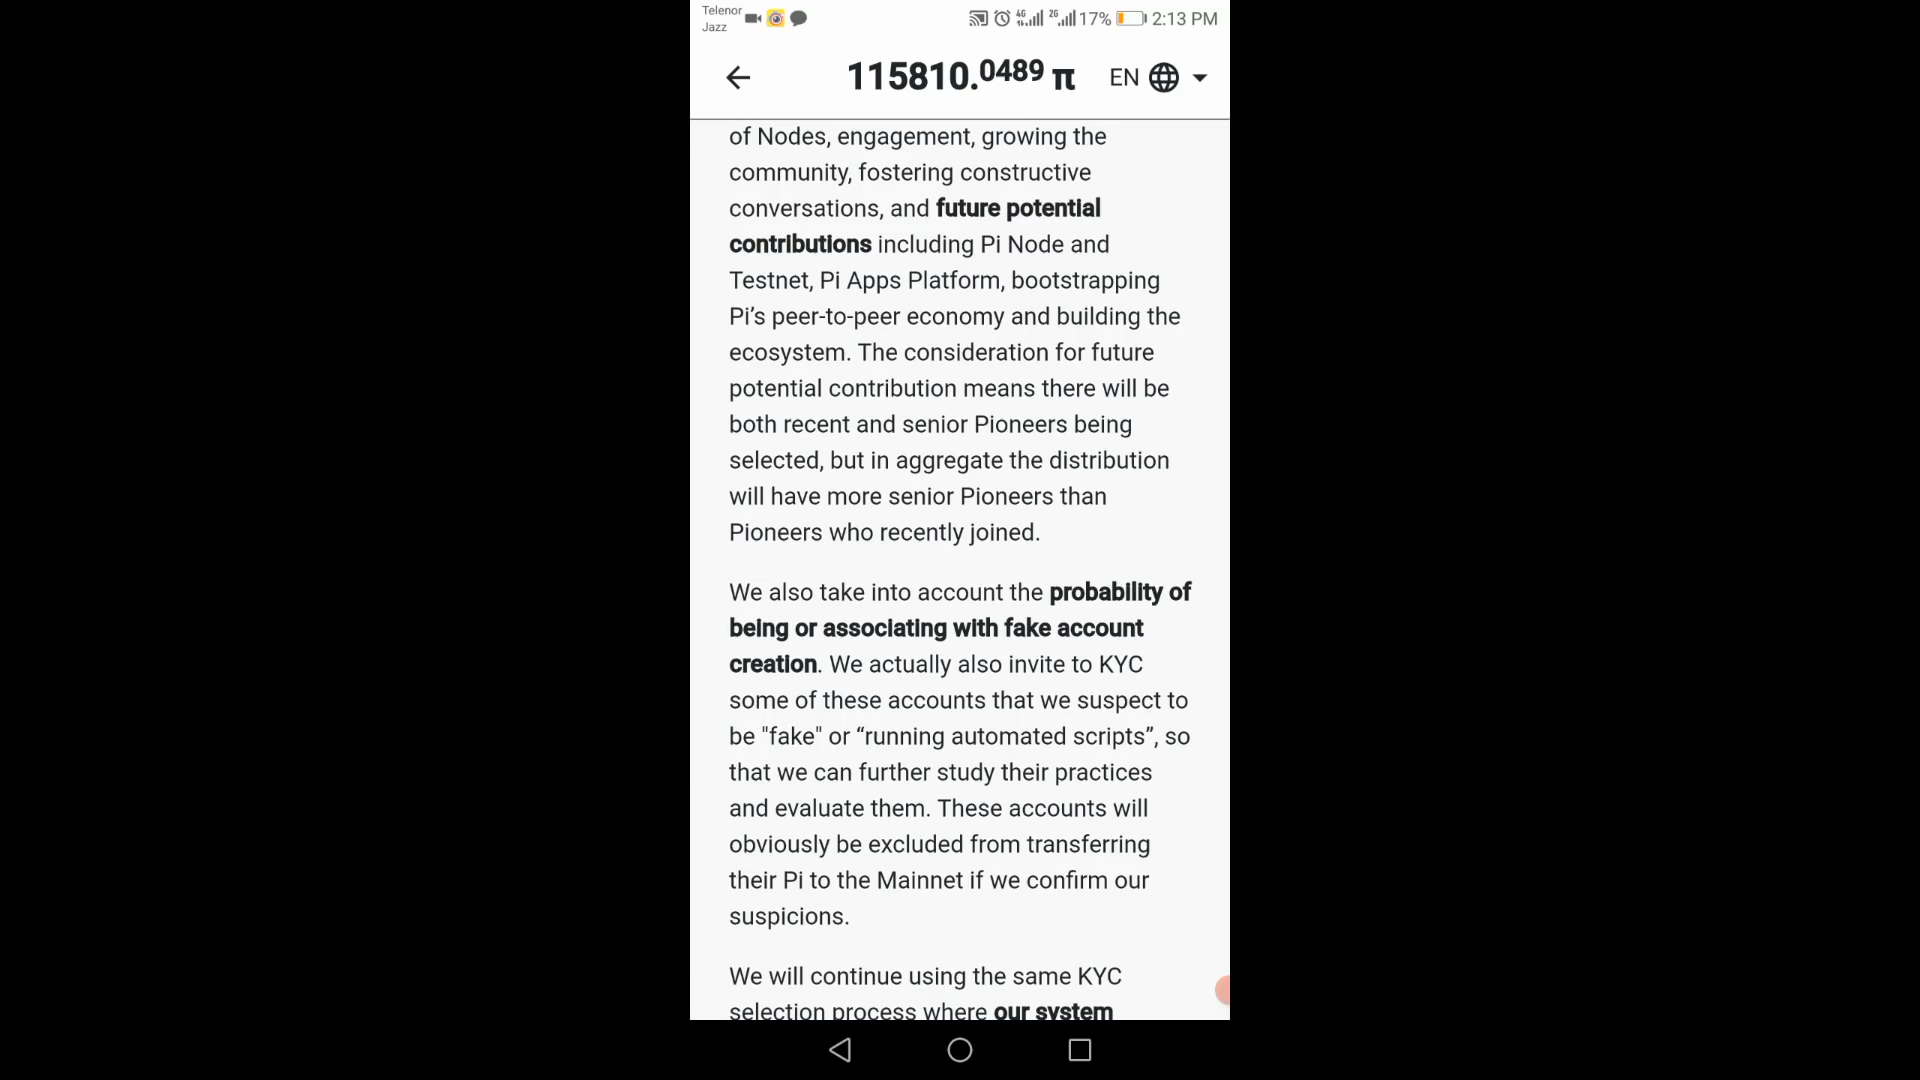 Telenor
Jazz
4G 2G 17% 2:13 PM
115810.0489 π EN
of Nodes, engagement, growing the
community, fostering constructive
conversations, and future potential
contributions including Pi Node and
Testnet, Pi Apps Platform, bootstrapping
Pi’s peer-to-peer economy and building the
ecosystem. The consideration for future
potential contribution means there will be
both recent and senior Pioneers being
selected, but in aggregate the distribution
will have more senior Pioneers than
Pioneers who recently joined.
We also take into account the probability of
being or associating with fake account
creation. We actually also invite to KYC
some of these accounts that we suspect to
be "fake" or “running automated scripts”, so
that we can further study their practices
and evaluate them. These accounts will
obviously be excluded from transferring
their Pi to the Mainnet if we confirm our
suspicions.
We will continue using the same KYC
selection process where our system